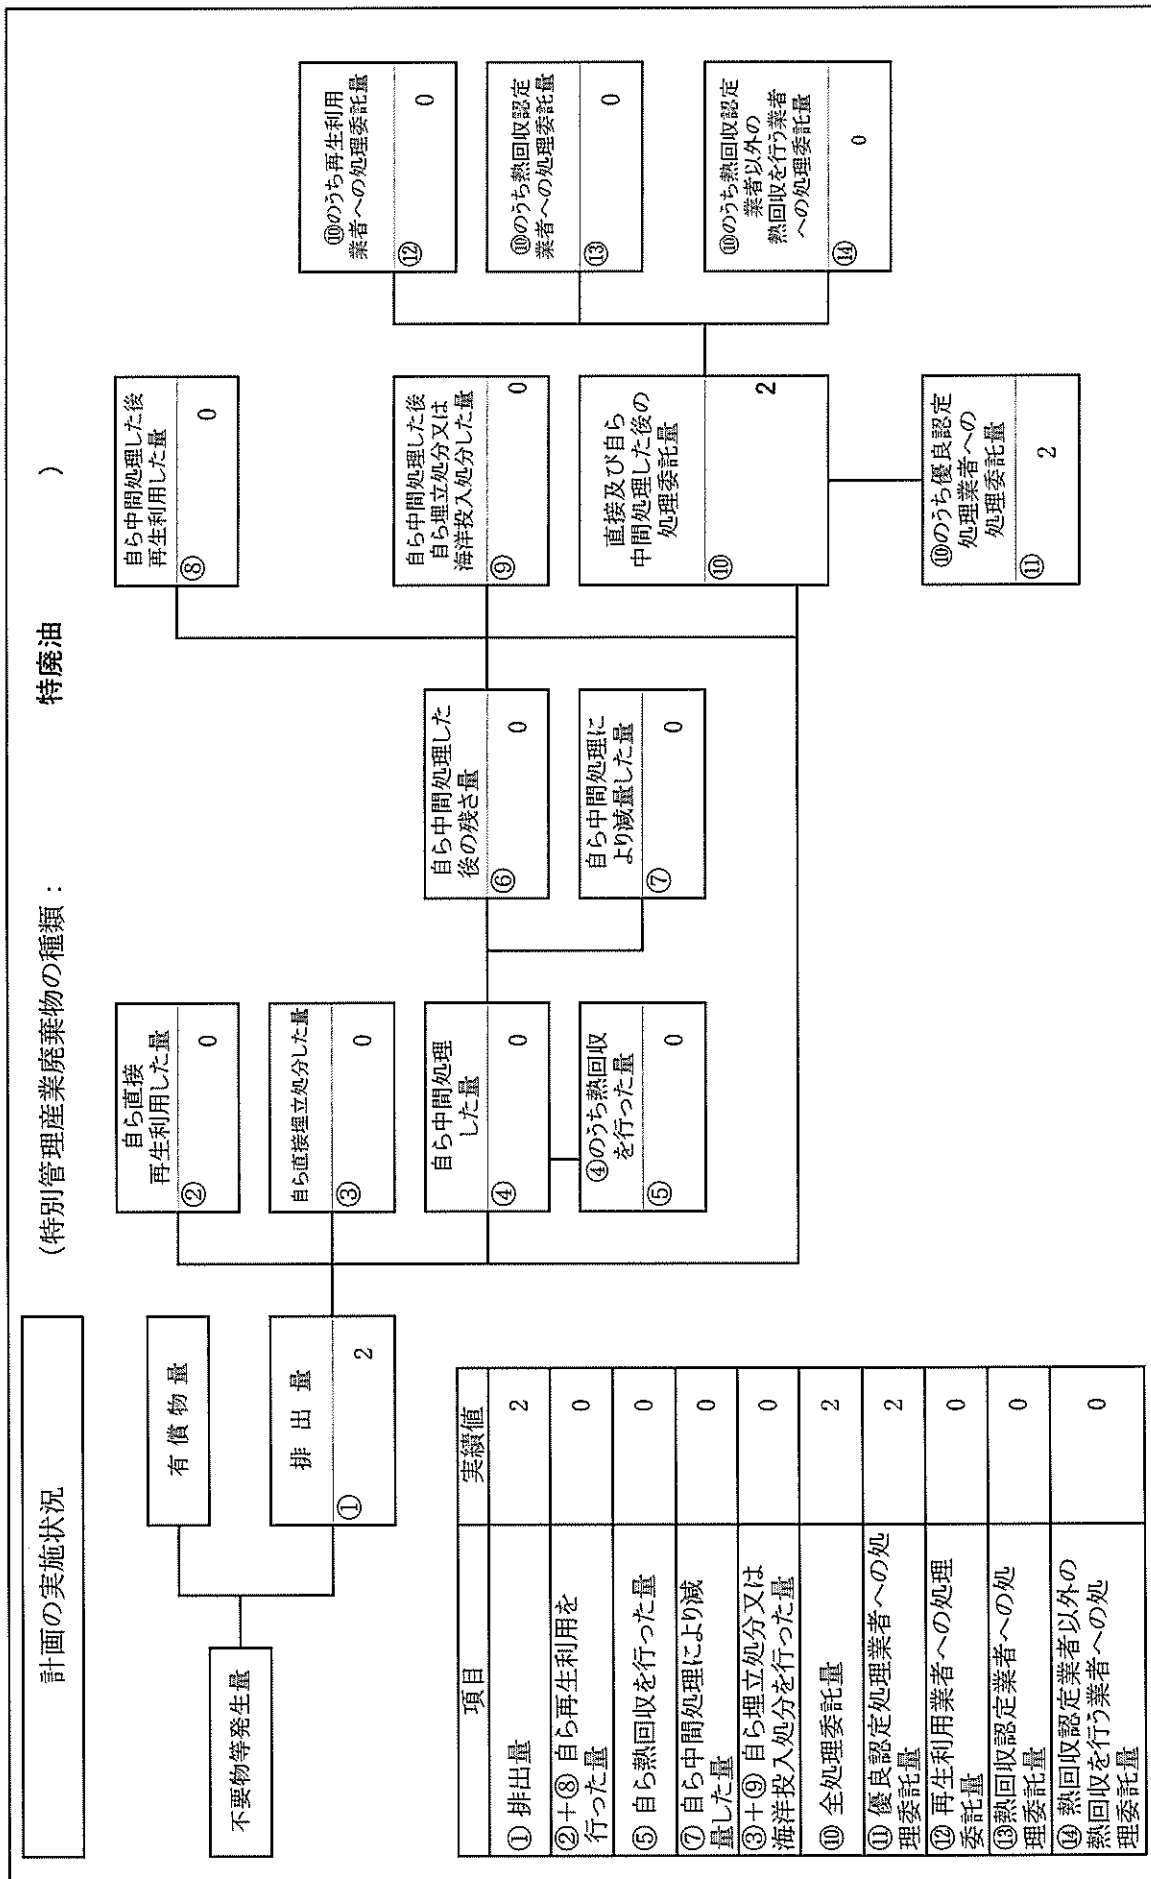 計画の実施状況
（特別管理産業廃棄物の種類：　特廃油　）
不要物等発生量
有償物量
排出量
① 2
自ら直接
再生利用した量
② 0
自ら直接埋立処分した量
③ 0
自ら中間処理
した量
④ 0
④のうち熱回収
を行った量
⑤ 0
自ら中間処理した
後の残さ量
⑥ 0
自ら中間処理に
より減量した量
⑦ 0
自ら中間処理した後
再生利用した量
⑧ 0
自ら中間処理した後
自ら埋立処分又は
海洋投入処分した量
⑨ 0
直接及び自ら
中間処理した後の
処理委託量
⑩ 2
⑩のうち優良認定
処理業者への
処理委託量
⑪ 2
⑩のうち再生利用
業者への処理委託量
⑫ 0
⑩のうち熱回収認定
業者への処理委託量
⑬ 0
⑩のうち熱回収認定
業者以外の
熱回収を行う業者
への処理委託量
⑭ 0
項目 実績値
① 排出量 2
②＋⑧ 自ら再生利用を
行った量 0
⑤ 自ら熱回収を行った量 0
⑦ 自ら中間処理により減
量した量 0
③＋⑨ 自ら埋立処分又は
海洋投入処分を行った量 0
⑩ 全処理委託量 2
⑪ 優良認定処理業者への処
理委託量 2
⑫ 再生利用業者への処理
委託量 0
⑬熱回収認定業者への処
理委託量 0
⑭ 熱回収認定業者以外の
熱回収を行う業者への処
理委託量 0